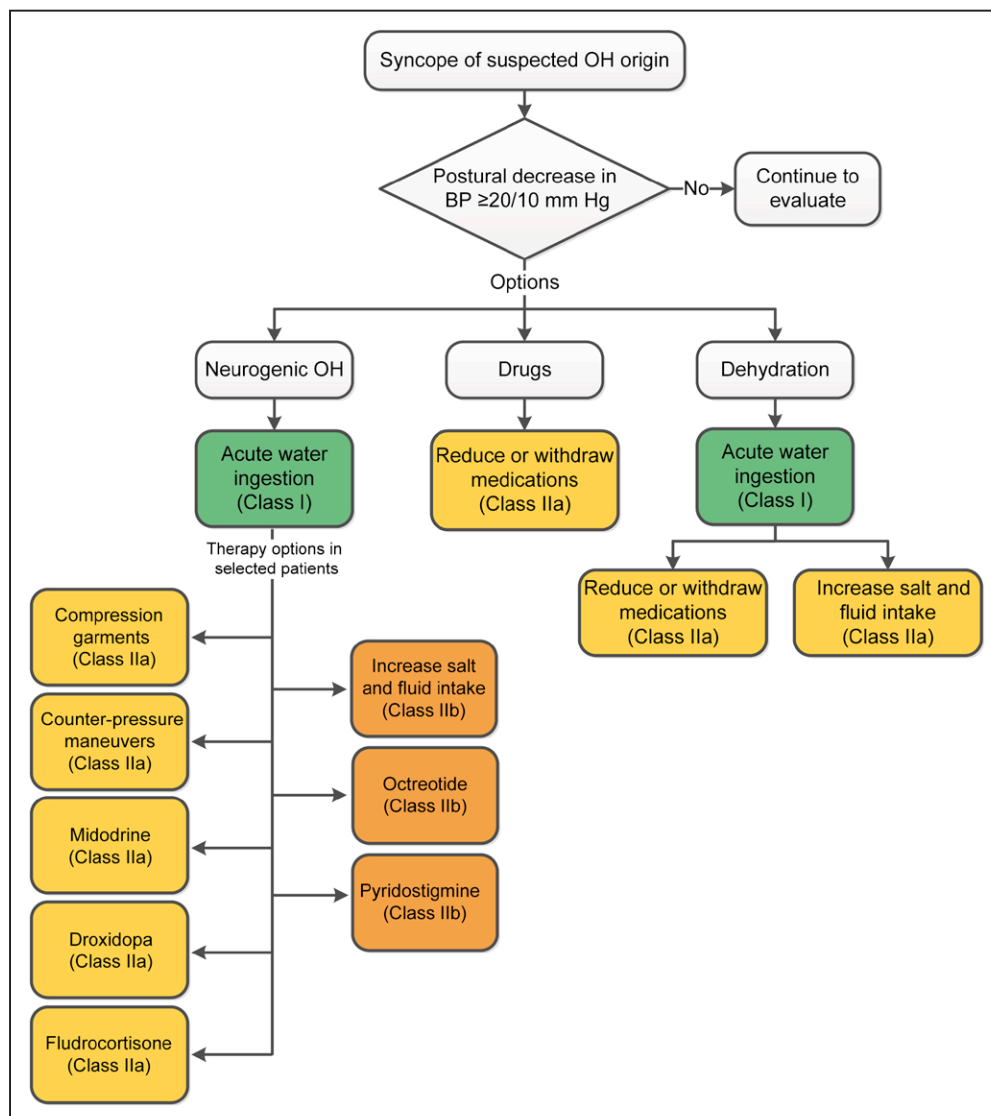 Syncope of suspected OH origin
Postural decrease in
BP ≥20/10 mm Hg
No
Continue to
evaluate
Options
Neurogenic OH
Drugs
Dehydration
Acute water
ingestion
(Class I)
Reduce or withdraw
medications
(Class IIa)
Acute water
ingestion
(Class I)
Therapy options in
selected patients
Reduce or withdraw
medications
(Class IIa)
Increase salt and
fluid intake
(Class IIa)
Compression
garments
(Class IIa)
Increase salt
and fluid intake
(Class IIb)
Counter-pressure
maneuvers
(Class IIa)
Octreotide
(Class IIb)
Midodrine
(Class IIa)
Pyridostigmine
(Class IIb)
Droxidopa
(Class IIa)
Fludrocortisone
(Class IIa)